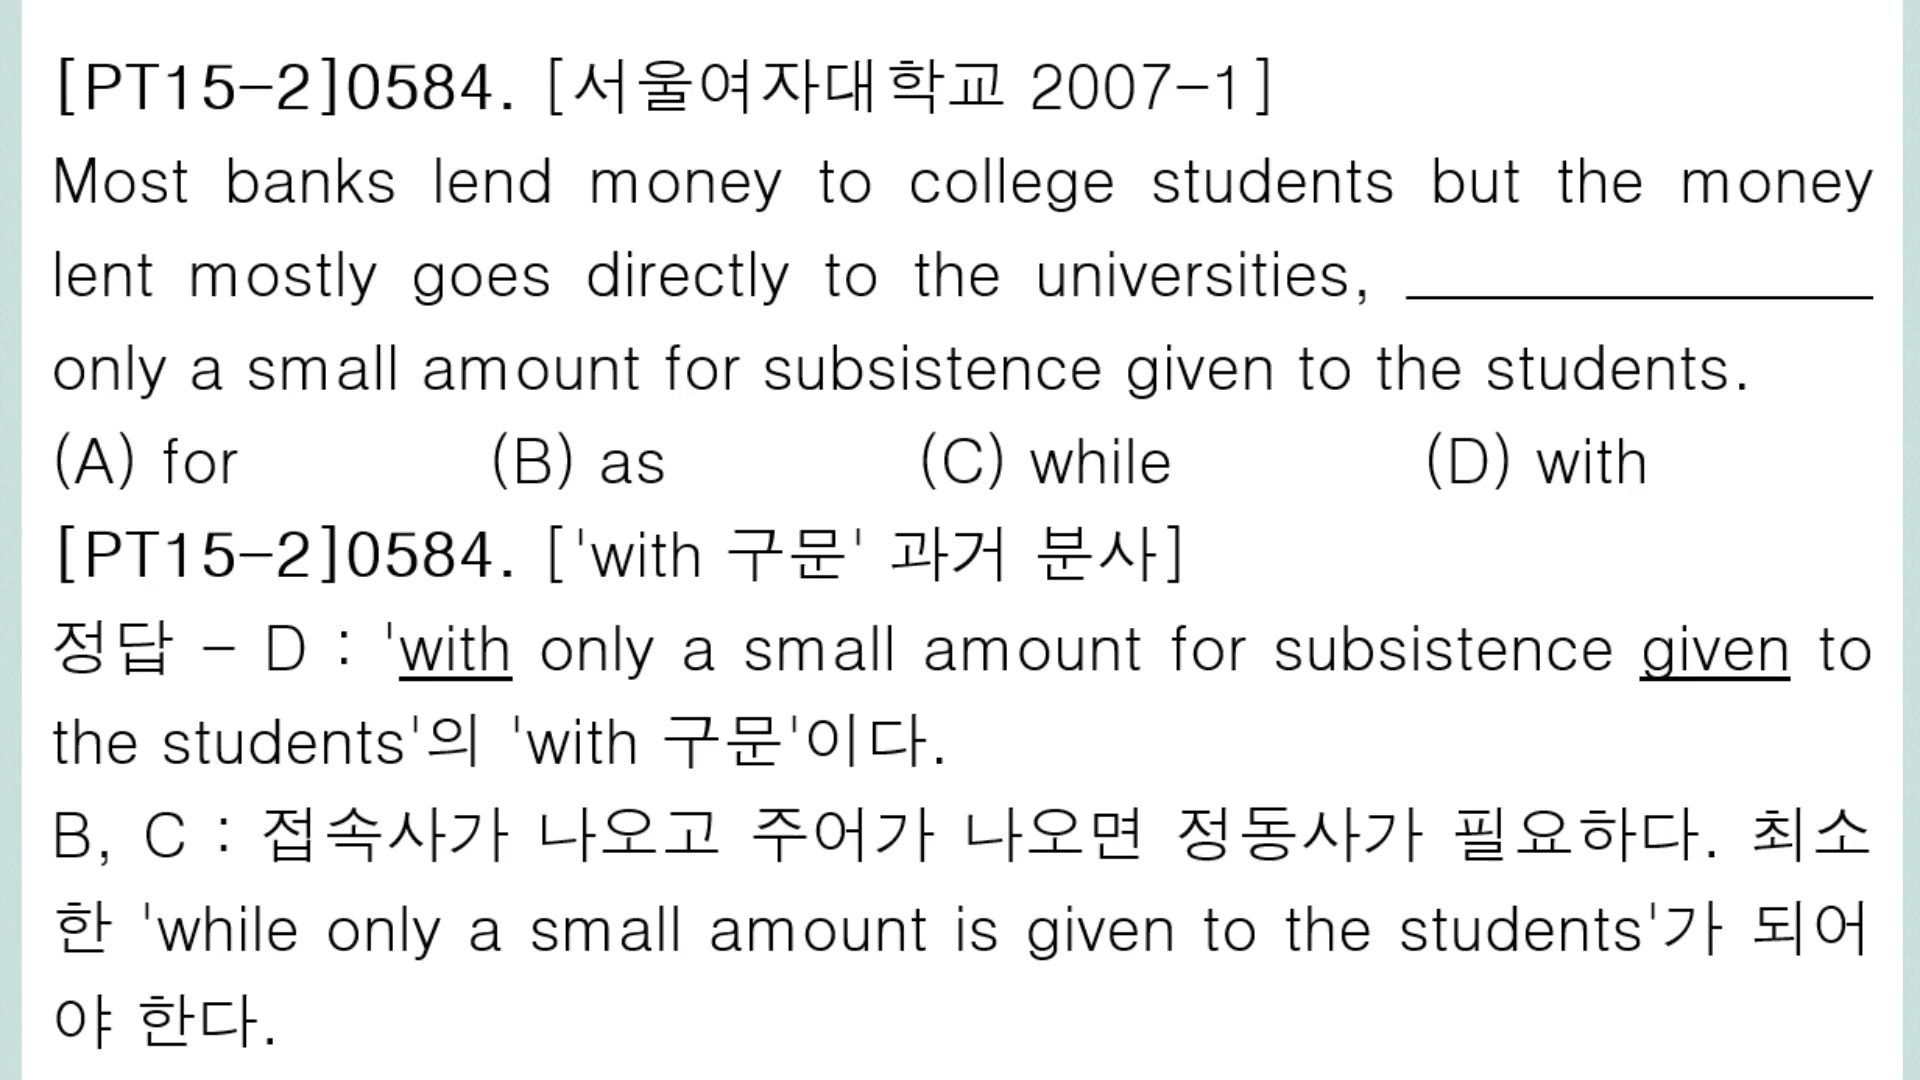 [PT15-2]0584. [서울여자대학교 2007-1]
Most banks lend money to college students but the money
lent mostly goes directly to the universities, ______________
only a small amount for subsistence given to the students.
(A) for (B) as (C) while (D) with
[PT15-2]0584. ['with 구문' 과거 분사]
정답 - D : 'with only a small amount for subsistence given to
the students'의 'with 구문'이다.
B, C : 접속사가 나오고 주어가 나오면 정동사가 필요하다. 최소
한 'while only a small amount is given to the students'가 되어
야 한다.